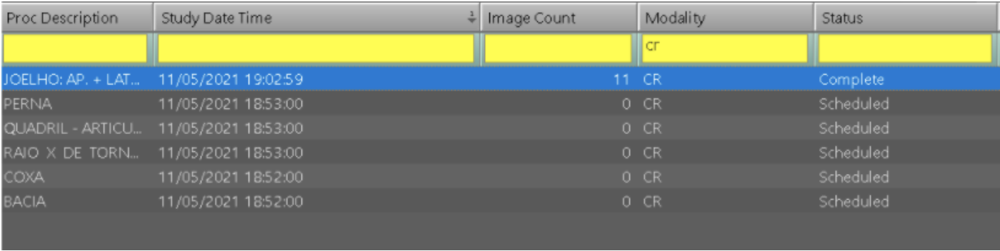 Proc Description Study Date Time 1 Image Count Modality Status
cr
JOELHO: AP. + LAT... 11/05/2021 19:02:59 11 CR Complete
PERNA 11/05/2021 18:53:00 0 CR Scheduled
QUADRIL - ARTICU... 11/05/2021 18:53:00 0 CR Scheduled
RAIO X DE TORN... 11/05/2021 18:53:00 0 CR Scheduled
COXA 11/05/2021 18:52:00 0 CR Scheduled
BACIA 11/05/2021 18:52:00 0 CR Scheduled